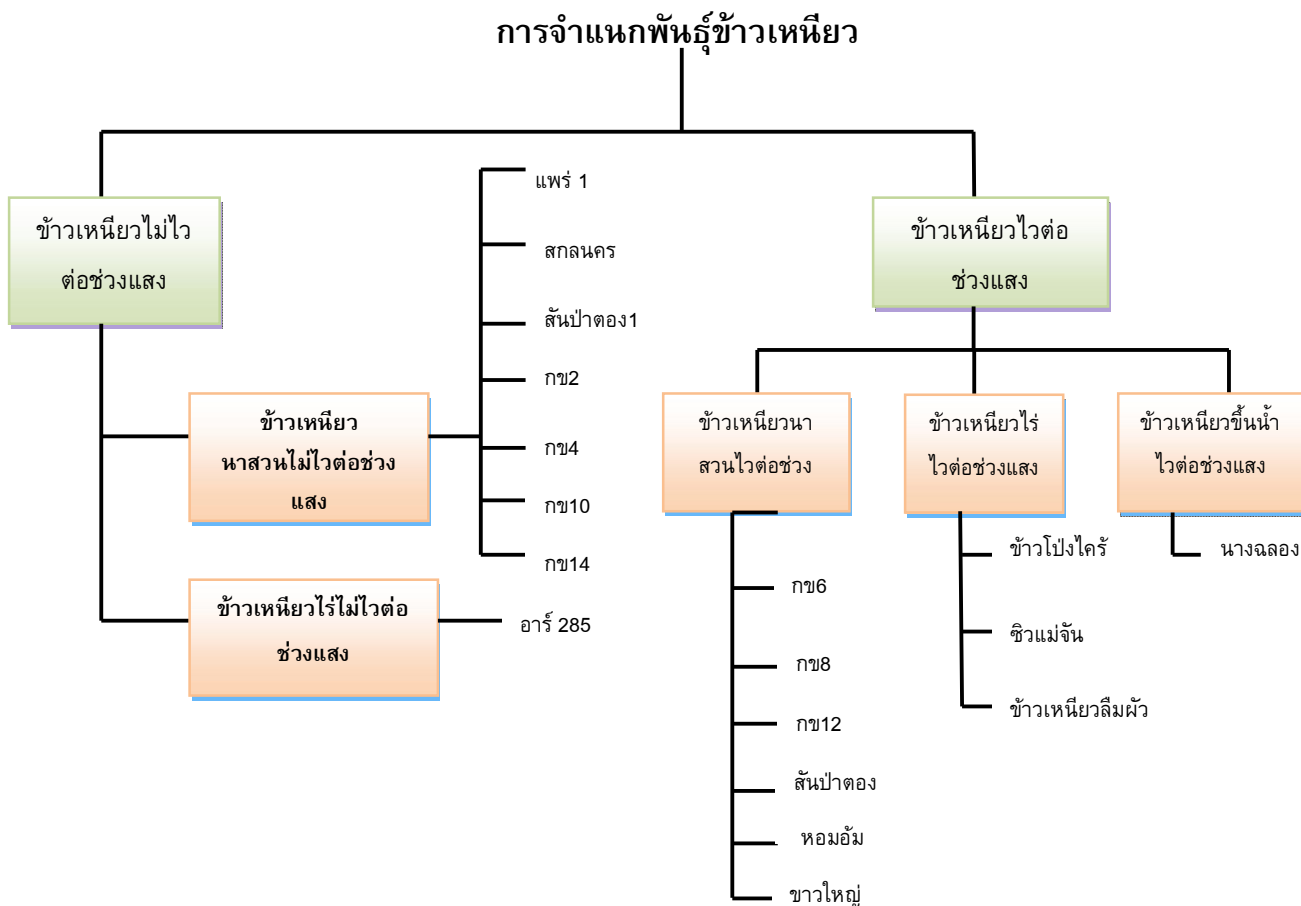 การจำแนกพันธุ์ข้าวเหนียว
ข้าวเหนียวไม่ไว
ต่อช่วงแสง
ข้าวเหนียว
นาสวนไม่ไวต่อช่วง
แสง
แพร่ 1
สกลนคร
สันป่าตอง1
กข2
กข4
กข10
กข14
ข้าวเหนียวไร่ไม่ไวต่อ
ช่วงแสง
อาร์ 285
ข้าวเหนียวไวต่อ
ช่วงแสง
ข้าวเหนียวนา
สวนไวต่อช่วง
กข6
กข8
กข12
สันป่าตอง
หอมอ้ม
ขาวใหญ่
ข้าวเหนียวไร่
ไวต่อช่วงแสง
ข้าวโป่งไคร้
ซิวแม่จัน
ข้าวเหนียวลืมผัว
ข้าวเหนียวขึ้นน้ำ
ไวต่อช่วงแสง
นางฉลอง